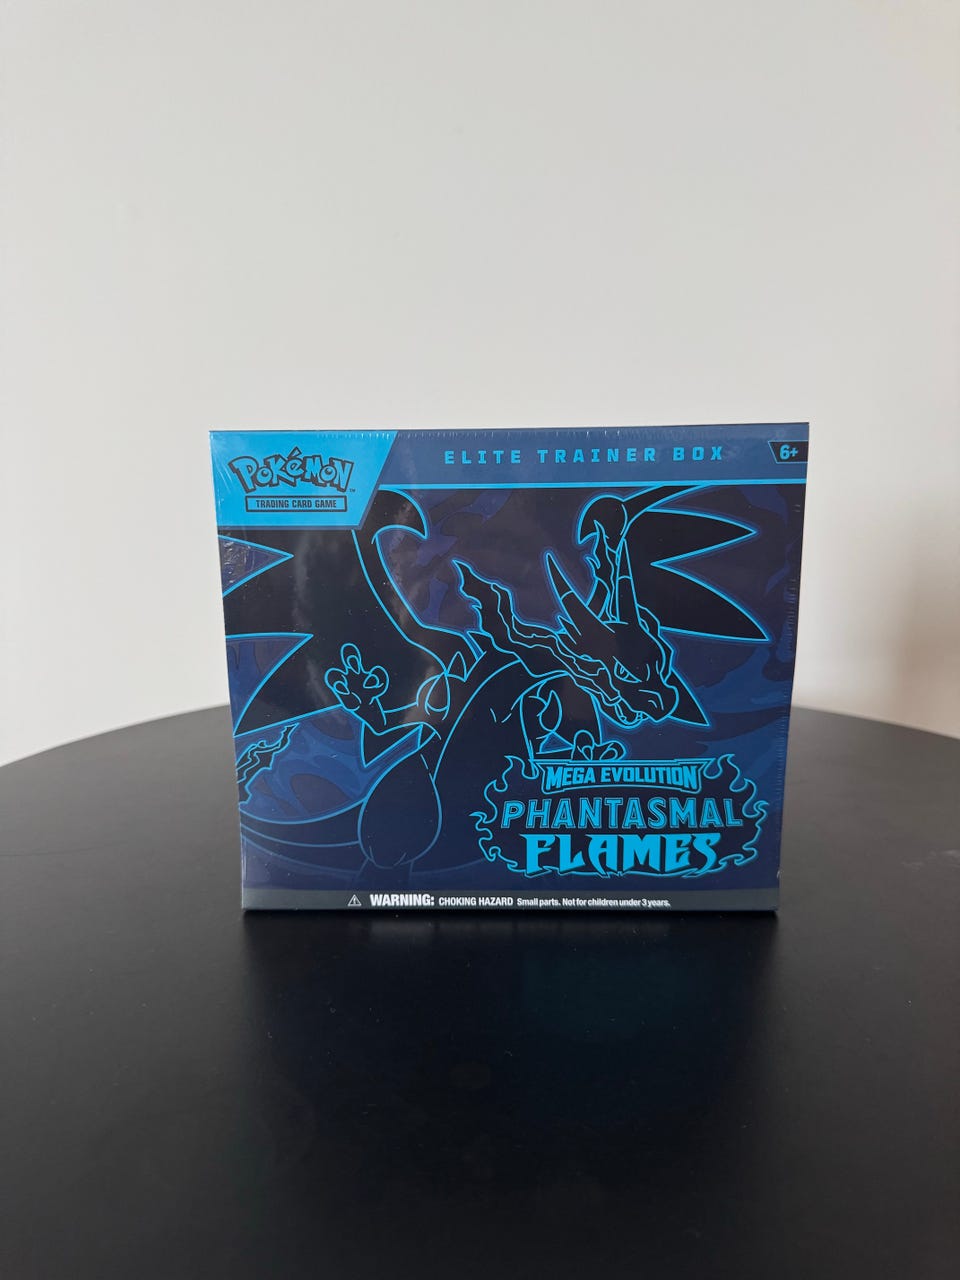 POKéMON
TRADING CARD GAME
ELITE TRAINER BOX
6+
MEGA EVOLUTION
PHANTASMAL
FLAMES
WARNING: CHOKING HAZARD Small parts. Not for children under 3 years.